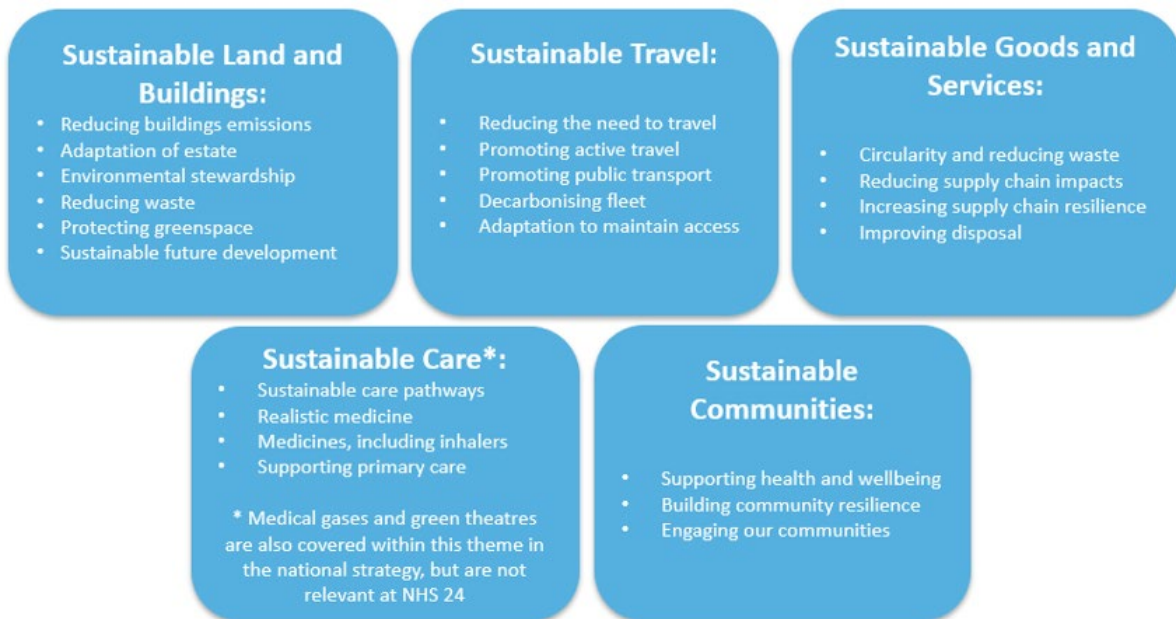 Sustainable Land and
Buildings:
• Reducing buildings emissions
• Adaptation of estate
• Environmental stewardship
• Reducing waste
• Protecting greenspace
• Sustainable future development
Sustainable Travel:
• Reducing the need to travel
• Promoting active travel
• Promoting public transport
• Decarbonising fleet
• Adaptation to maintain access
Sustainable Goods and
Services:
• Circularity and reducing waste
• Reducing supply chain impacts
• Increasing supply chain resilience
• Improving disposal
Sustainable Care*:
• Sustainable care pathways
• Realistic medicine
• Medicines, including inhalers
• Supporting primary care
* Medical gases and green theatres
are also covered within this theme in
the national strategy, but are not
relevant at NHS 24
Sustainable
Communities:
• Supporting health and wellbeing
• Building community resilience
• Engaging our communities